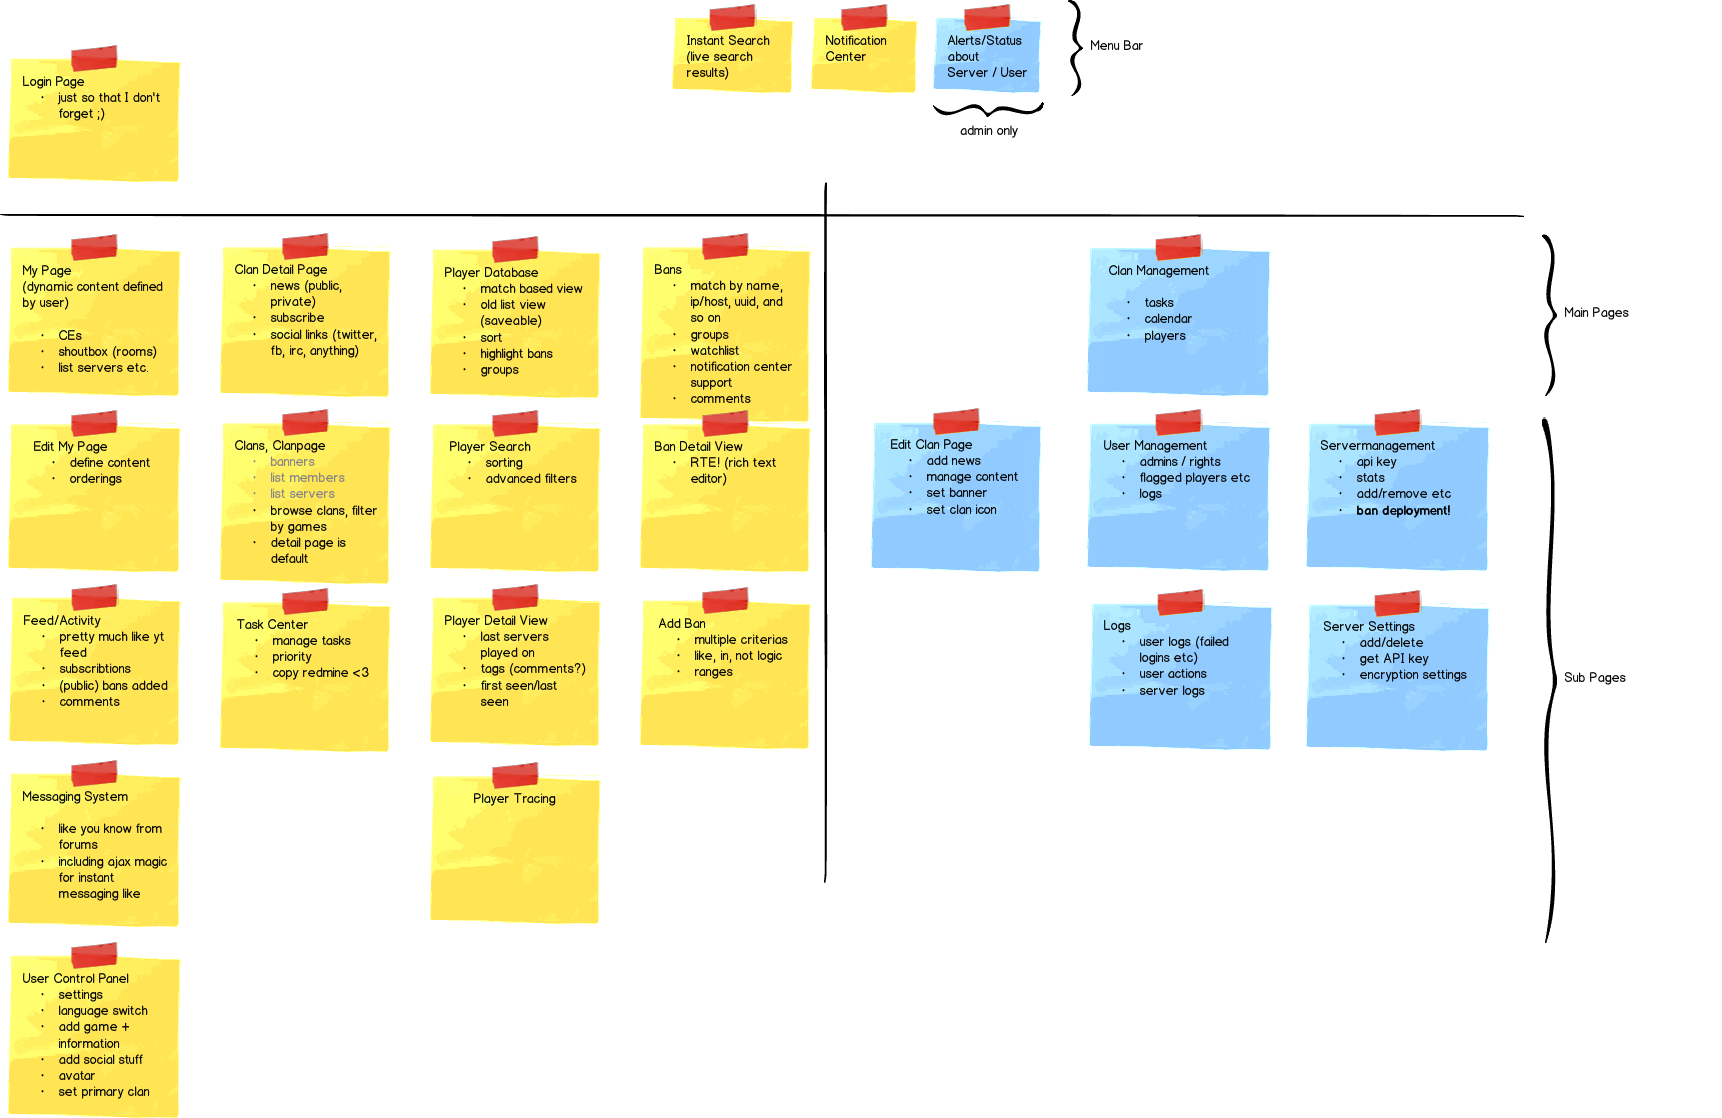 Instant Search
(live search
results)
Notification
Center
Alerts/Status
about
Server / User
Menu Bar
admin only
Login Page
· just so that I don't
forget ;)
My Page
(dynamic content defined
by user)
· CEs
· shoutbox (rooms)
· list servers etc.
Clan Detail Page
· news (public,
private)
· subscribe
· social links (twitter,
fb, irc, anything)
Player Database
· match based view
· old list view
(saveable)
· sort
· highlight bans
· groups
Bans
· match by name,
ip/host, uuid, and
so on
· groups
· watchlist
· notification center
support
· comments
Clan Management
· tasks
· calendar
· players
Main Pages
Edit My Page
· define content
· orderings
Clans, Clanpage
· banners
· list members
· list servers
· browse clans, filter
by games
· detail page is
default
Player Search
· sorting
· advanced filters
Ban Detail View
· RTE! (rich text
editor)
Edit Clan Page
· add news
· manage content
· set banner
· set clan icon
User Management
· admins / rights
· flagged players etc
· logs
Servermanagement
· api key
· stats
· add/remove etc
· ban deployment!
Feed/Activity
· pretty much like yt
feed
· subscribtions
· (public) bans added
· comments
Task Center
· manage tasks
· priority
· copy redmine <3
Player Detail View
· last servers
played on
· tags (comments?)
· first seen/last
seen
Add Ban
· multiple criterias
· like, in, not logic
· ranges
Logs
· user logs (failed
logins etc)
· user actions
· server logs
Server Settings
· add/delete
· get API key
· encryption settings
Sub Pages
Messaging System
· like you know from
forums
· including ajax magic
for instant
messaging like
Player Tracing
User Control Panel
· settings
· language switch
· add game +
information
· add social stuff
· avatar
· set primary clan